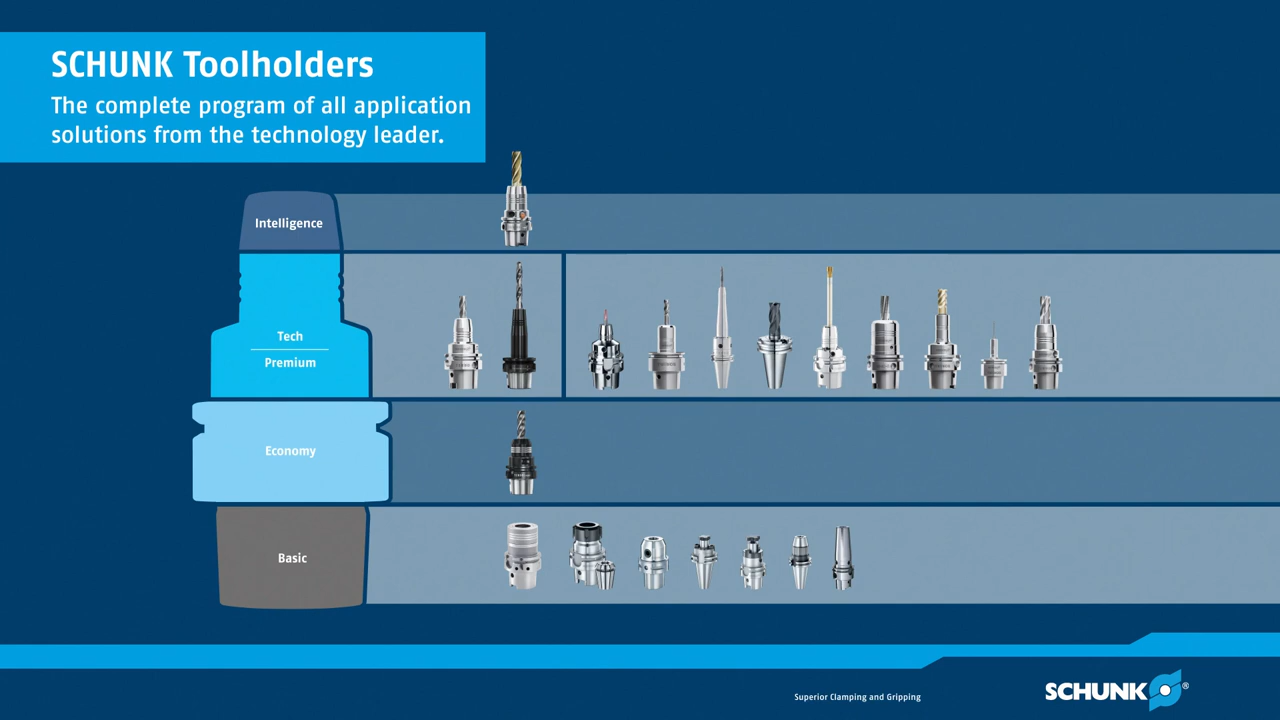 SCHUNK Toolholders
The complete program of all application
solutions from the technology leader.
Intelligence
Tech
Premium
Economy
Basic
Superior Clamping and Gripping
SCHUNK ®